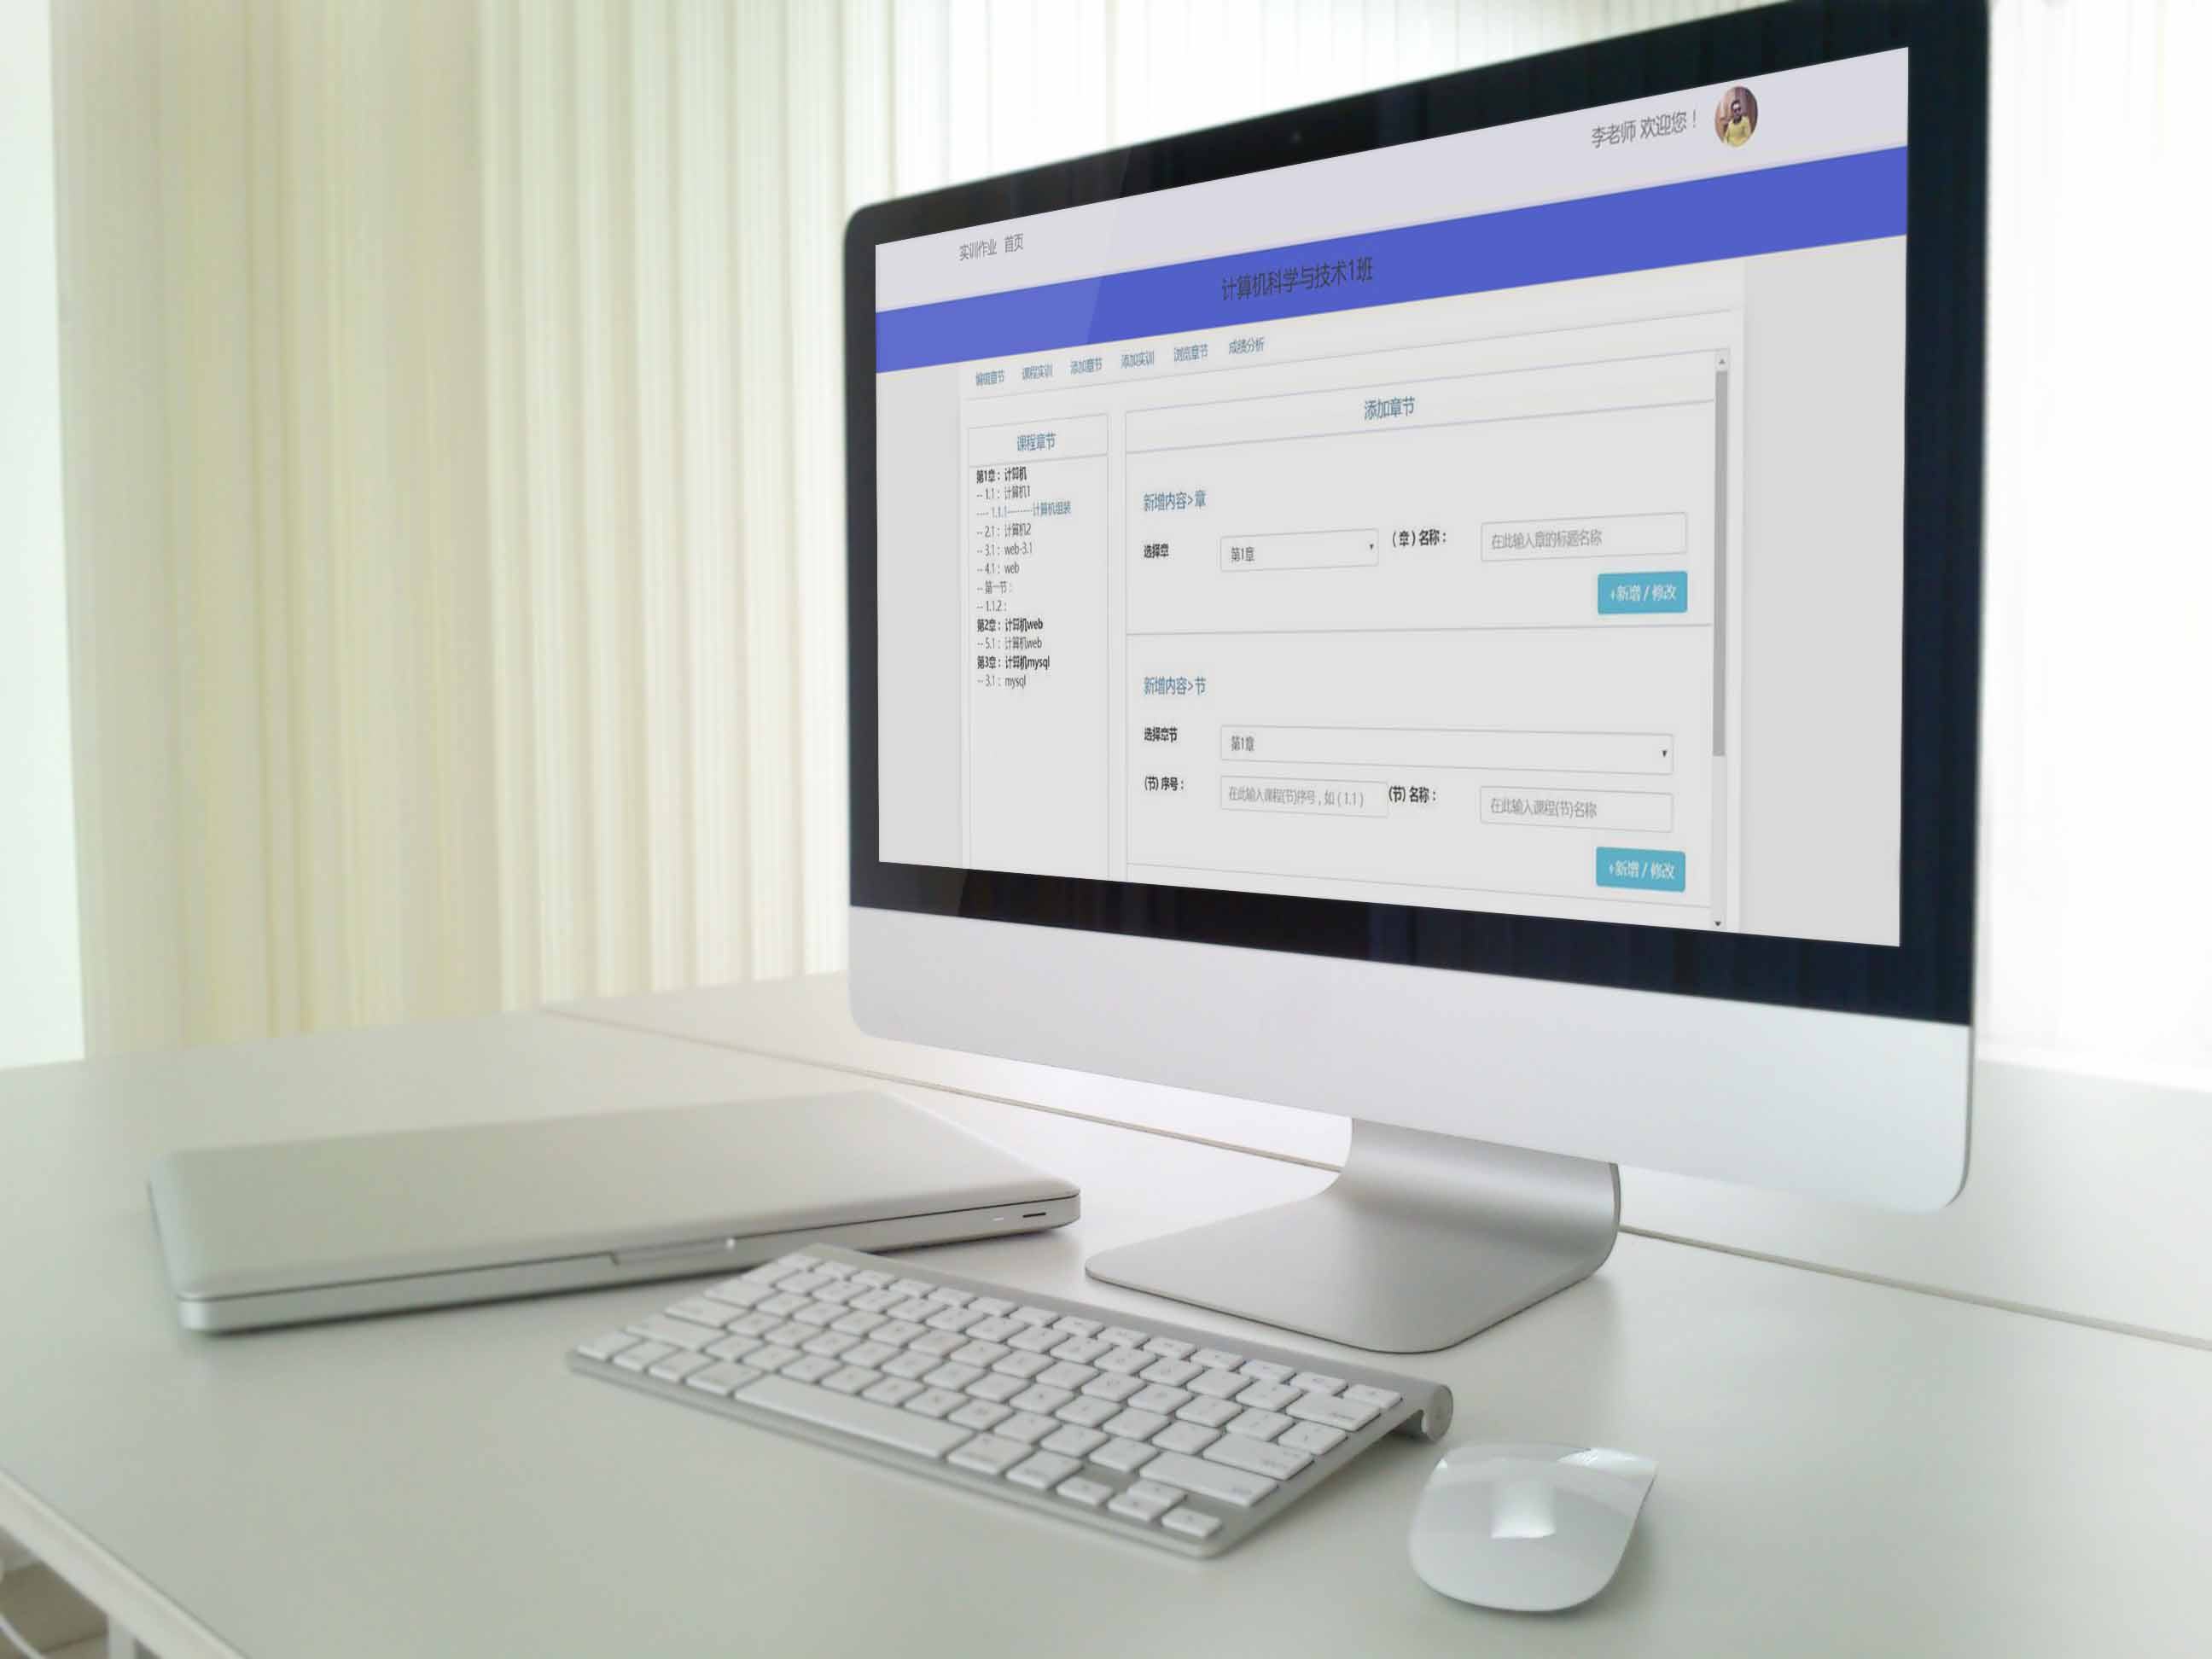 李老师 欢迎您！
实训作业 首页
计算机科学与技术1班
编辑章节 课程实训 添加章节 添加实训 浏览章节 成绩分析
课程章节
第1章：计算机
-- 1.1：计算机1
---- 1.1.1--------计算机组装
-- 2.1：计算机2
-- 3.1：web-3.1
-- 4.1：web
-- 第一节：
-- 1.1.2：
第2章：计算机web
-- 5.1：计算机web
第3章：计算机mysql
-- 3.1：mysql
添加章节
新增内容>章
选择章 第1章 (章)名称： 在此输入章的标题名称
+新增 / 修改
新增内容>节
选择章节 第1章
(节) 序号： 在此输入课程(节)序号，如 ( 1.1 ) (节) 名称： 在此输入课程(节)名称
+新增 / 修改